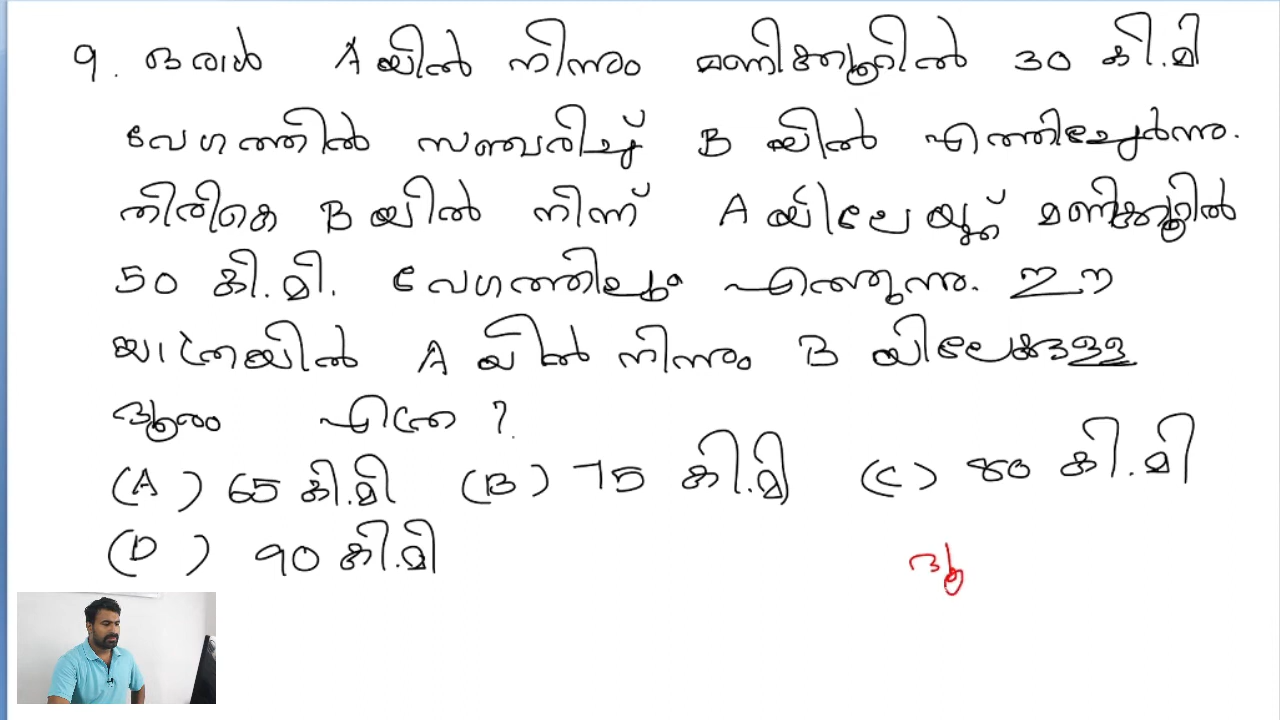 9. ഒരാൾ A യിൽ നിന്നും മണിക്കൂറിൽ 30 കി.മി
വേഗത്തിൽ സഞ്ചരിച്ച് B യിൽ എത്തിച്ചേർന്നു.
തിരികെ B യിൽ നിന്ന് A യിലേയ്ക്ക് മണിക്കൂറിൽ
50 കി.മി. വേഗത്തിലും എത്തുന്നു. ഈ
യാത്രയിൽ A യിൽ നിന്നും B യിലേക്കുള്ള
ദൂരം എത്ര ?
(A) 65 കി.മി (B) 75 കി.മി (C) 80 കി.മി
(D) 90 കി.മി
ദൂ